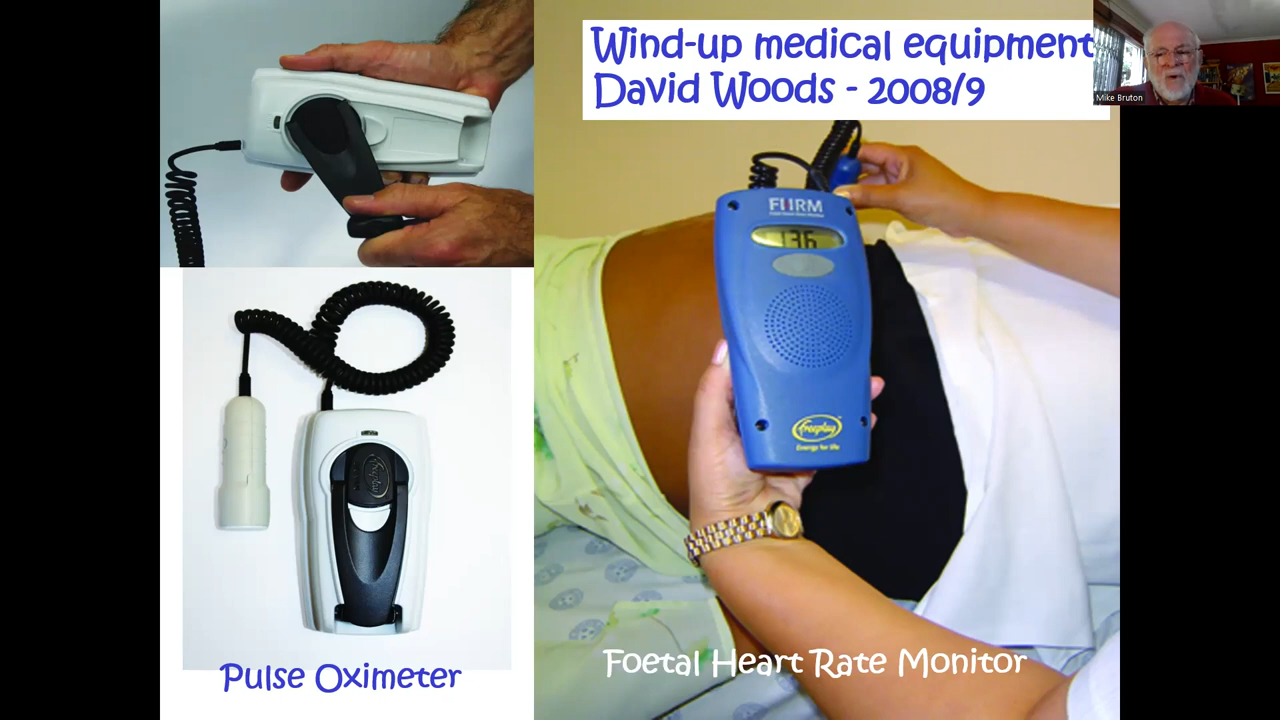 Wind-up medical equipment
David Woods - 2008/9
Mike Bruton
FHRM
136
freeplay
Energy for life
Pulse Oximeter
Foetal Heart Rate Monitor